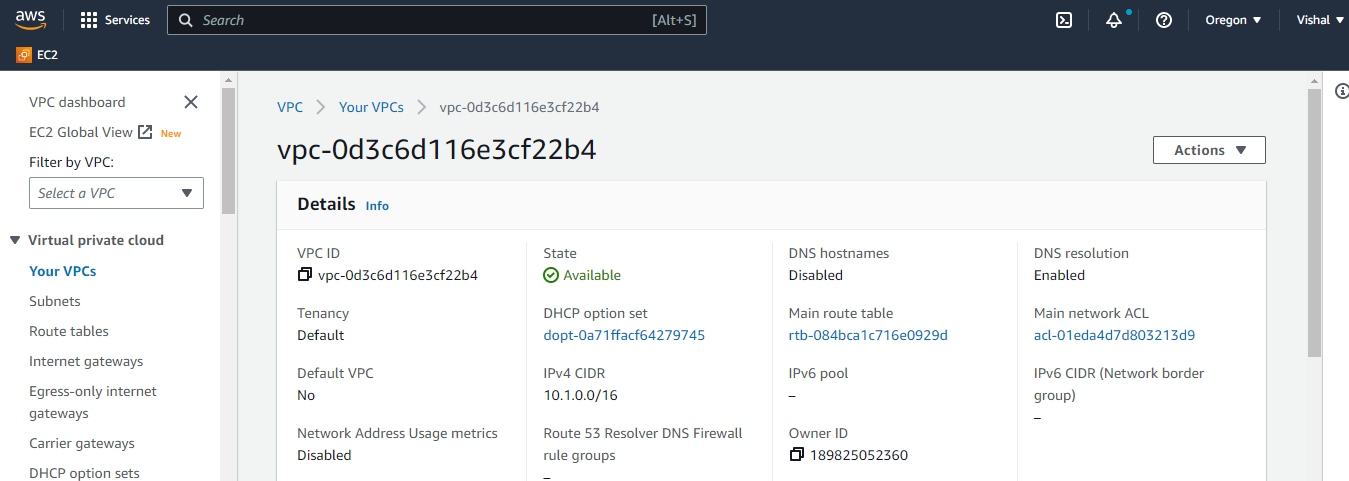 aws
Services
Search
[Alt+S]
Oregon
Vishal
EC2
VPC dashboard
EC2 Global View
New
Filter by VPC:
Select a VPC
Virtual private cloud
Your VPCs
Subnets
Route tables
Internet gateways
Egress-only internet
gateways
Carrier gateways
DHCP option sets
VPC
Your VPCs
vpc-0d3c6d116e3cf22b4
vpc-0d3c6d116e3cf22b4
Actions
Details
Info
VPC ID
vpc-0d3c6d116e3cf22b4
State
Available
DNS hostnames
Disabled
DNS resolution
Enabled
Tenancy
Default
DHCP option set
dopt-0a71ffacf64279745
Main route table
rtb-084bca1c716e0929d
Main network ACL
acl-01eda4d7d803213d9
Default VPC
No
IPv4 CIDR
10.1.0.0/16
IPv6 pool
–
IPv6 CIDR (Network border
group)
–
Network Address Usage metrics
Disabled
Route 53 Resolver DNS Firewall
rule groups
–
Owner ID
189825052360